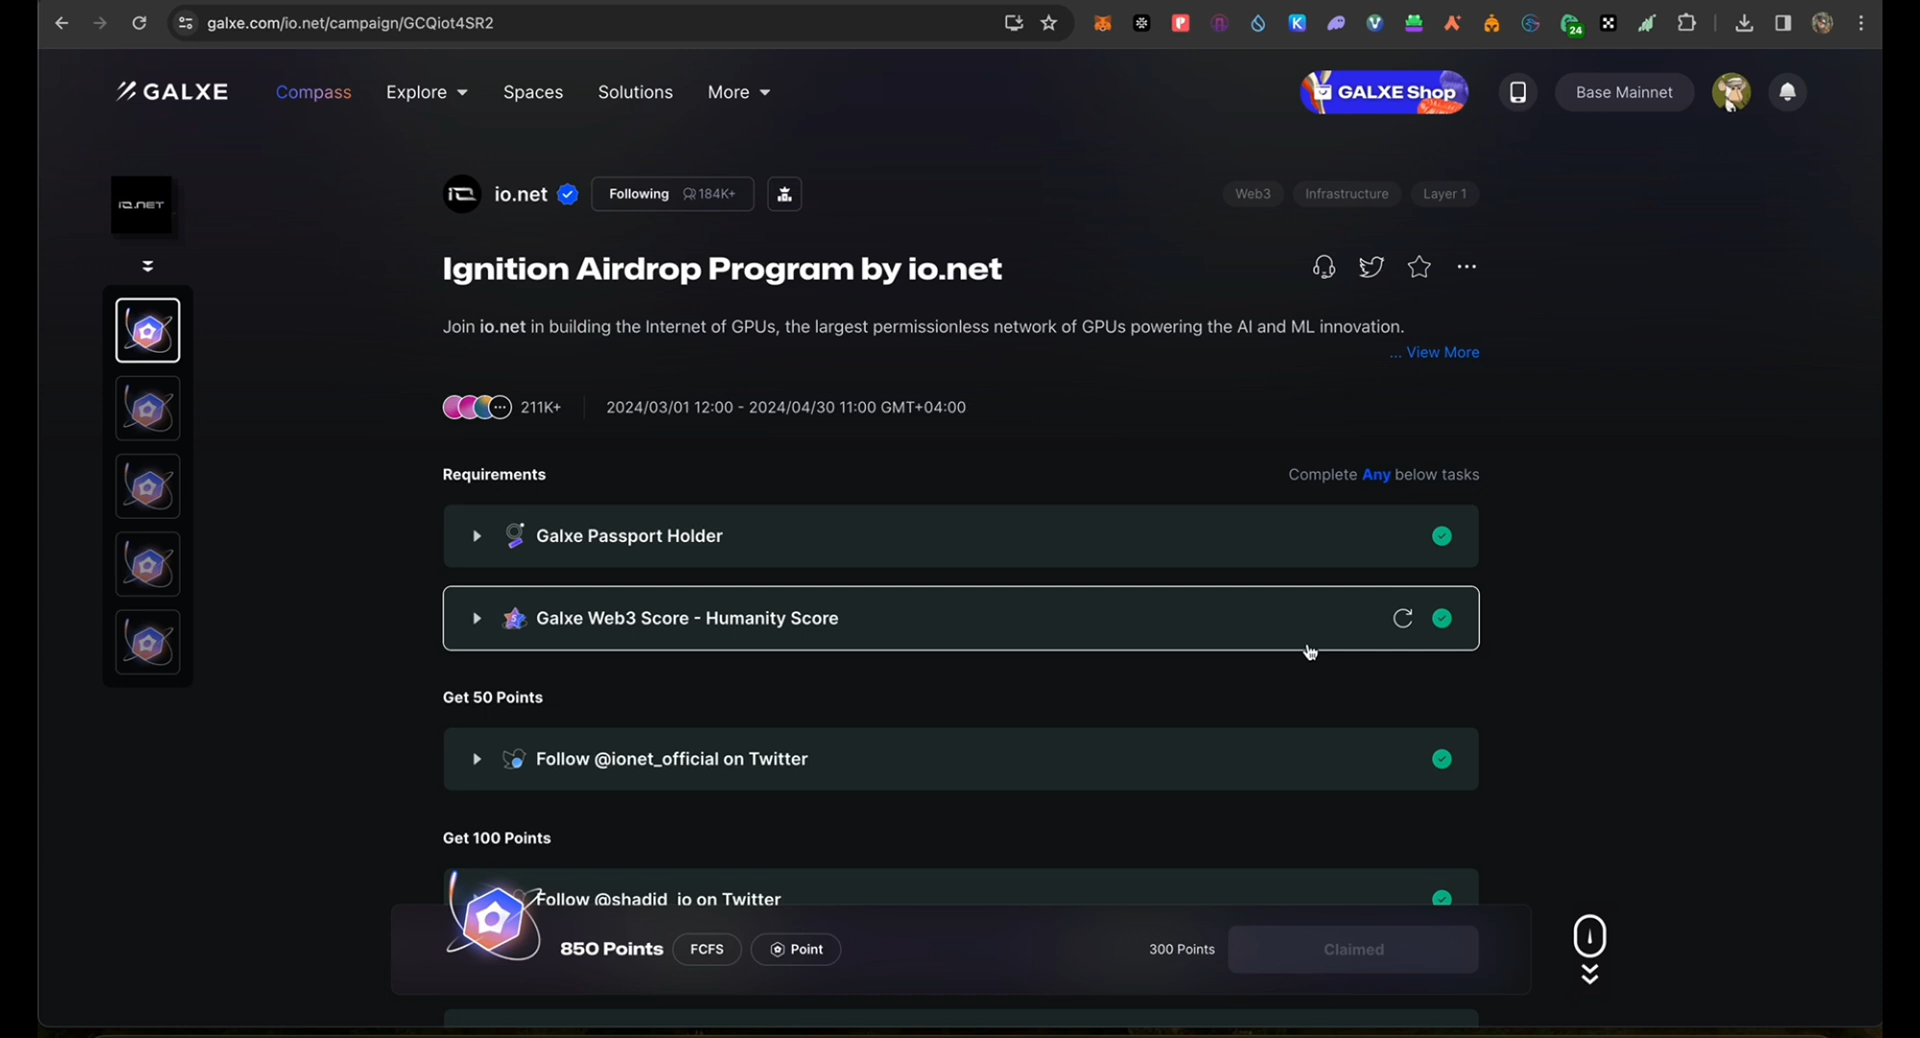 galxe.com/io.net/campaign/GCQiot4SR2
24
GALXE
Compass
Explore
Spaces
Solutions
More
GALXE Shop
Base Mainnet
IO.NET
io.net
Following
184K+
Web3
Infrastructure
Layer 1
Ignition Airdrop Program by io.net
Join io.net in building the Internet of GPUs, the largest permissionless network of GPUs powering the AI and ML innovation.
... View More
211K+
2024/03/01 12:00 - 2024/04/30 11:00 GMT+04:00
Requirements
Complete Any below tasks
Galxe Passport Holder
Galxe Web3 Score - Humanity Score
Get 50 Points
Follow @ionet_official on Twitter
Get 100 Points
Follow @shadid_io on Twitter
850 Points
FCFS
Point
300 Points
Claimed